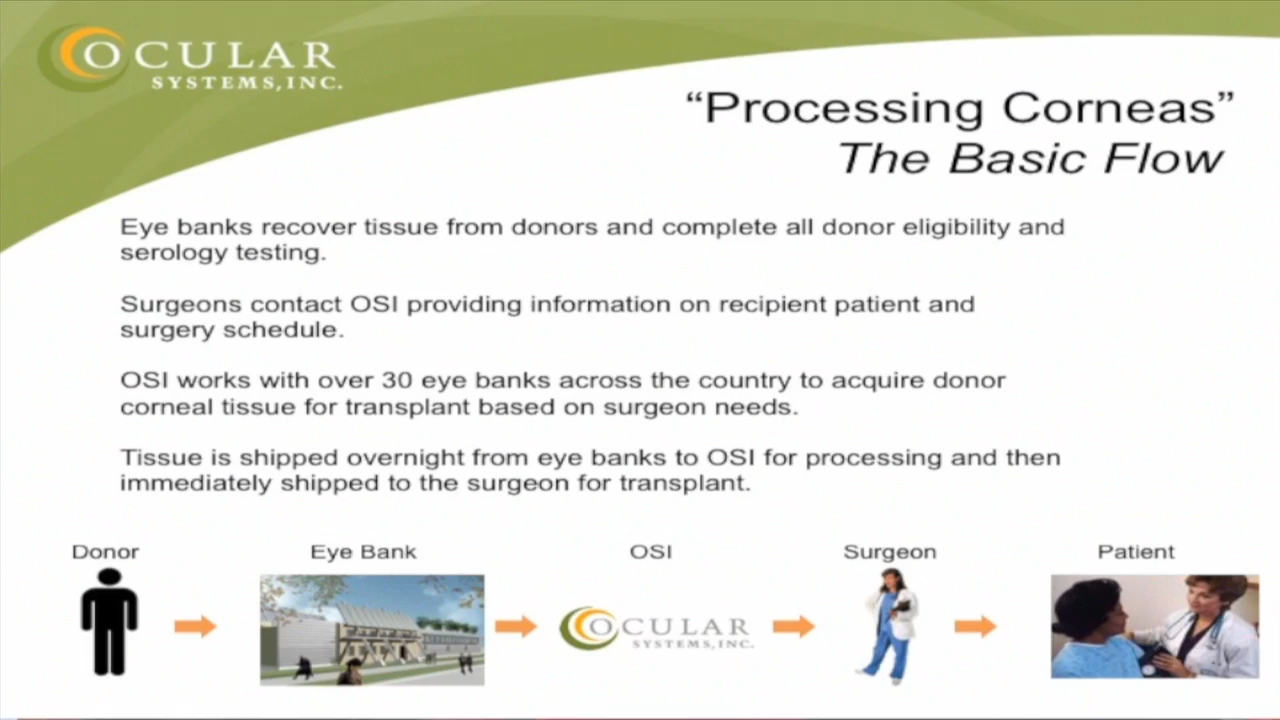 OCULAR
SYSTEMS, INC.
“Processing Corneas”
The Basic Flow
Eye banks recover tissue from donors and complete all donor eligibility and
serology testing.
Surgeons contact OSI providing information on recipient patient and
surgery schedule.
OSI works with over 30 eye banks across the country to acquire donor
corneal tissue for transplant based on surgeon needs.
Tissue is shipped overnight from eye banks to OSI for processing and then
immediately shipped to the surgeon for transplant.
Donor
Eye Bank
OSI
Surgeon
Patient
OCULAR
SYSTEMS, INC.